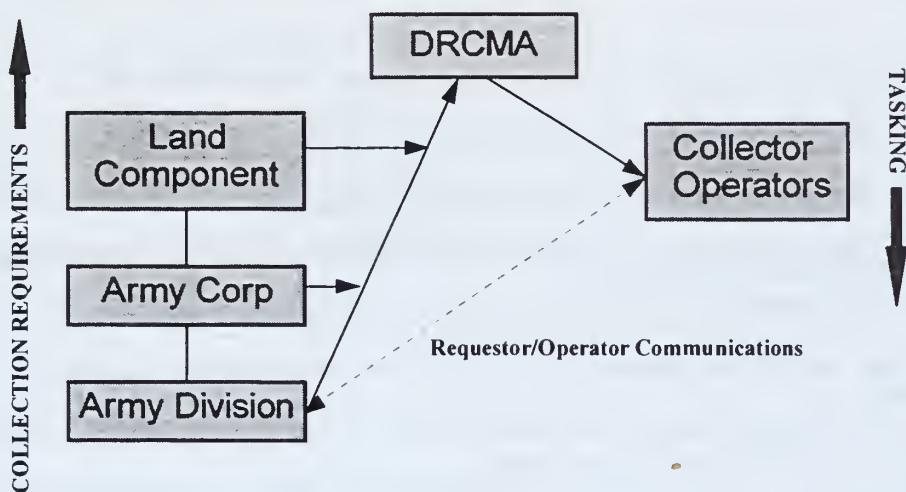 DRCMA
COLLECTION REQUIREMENTS
Land
Component
Collector
Operators
TASKING
Army Corp
Requestor/Operator Communications
Army Division